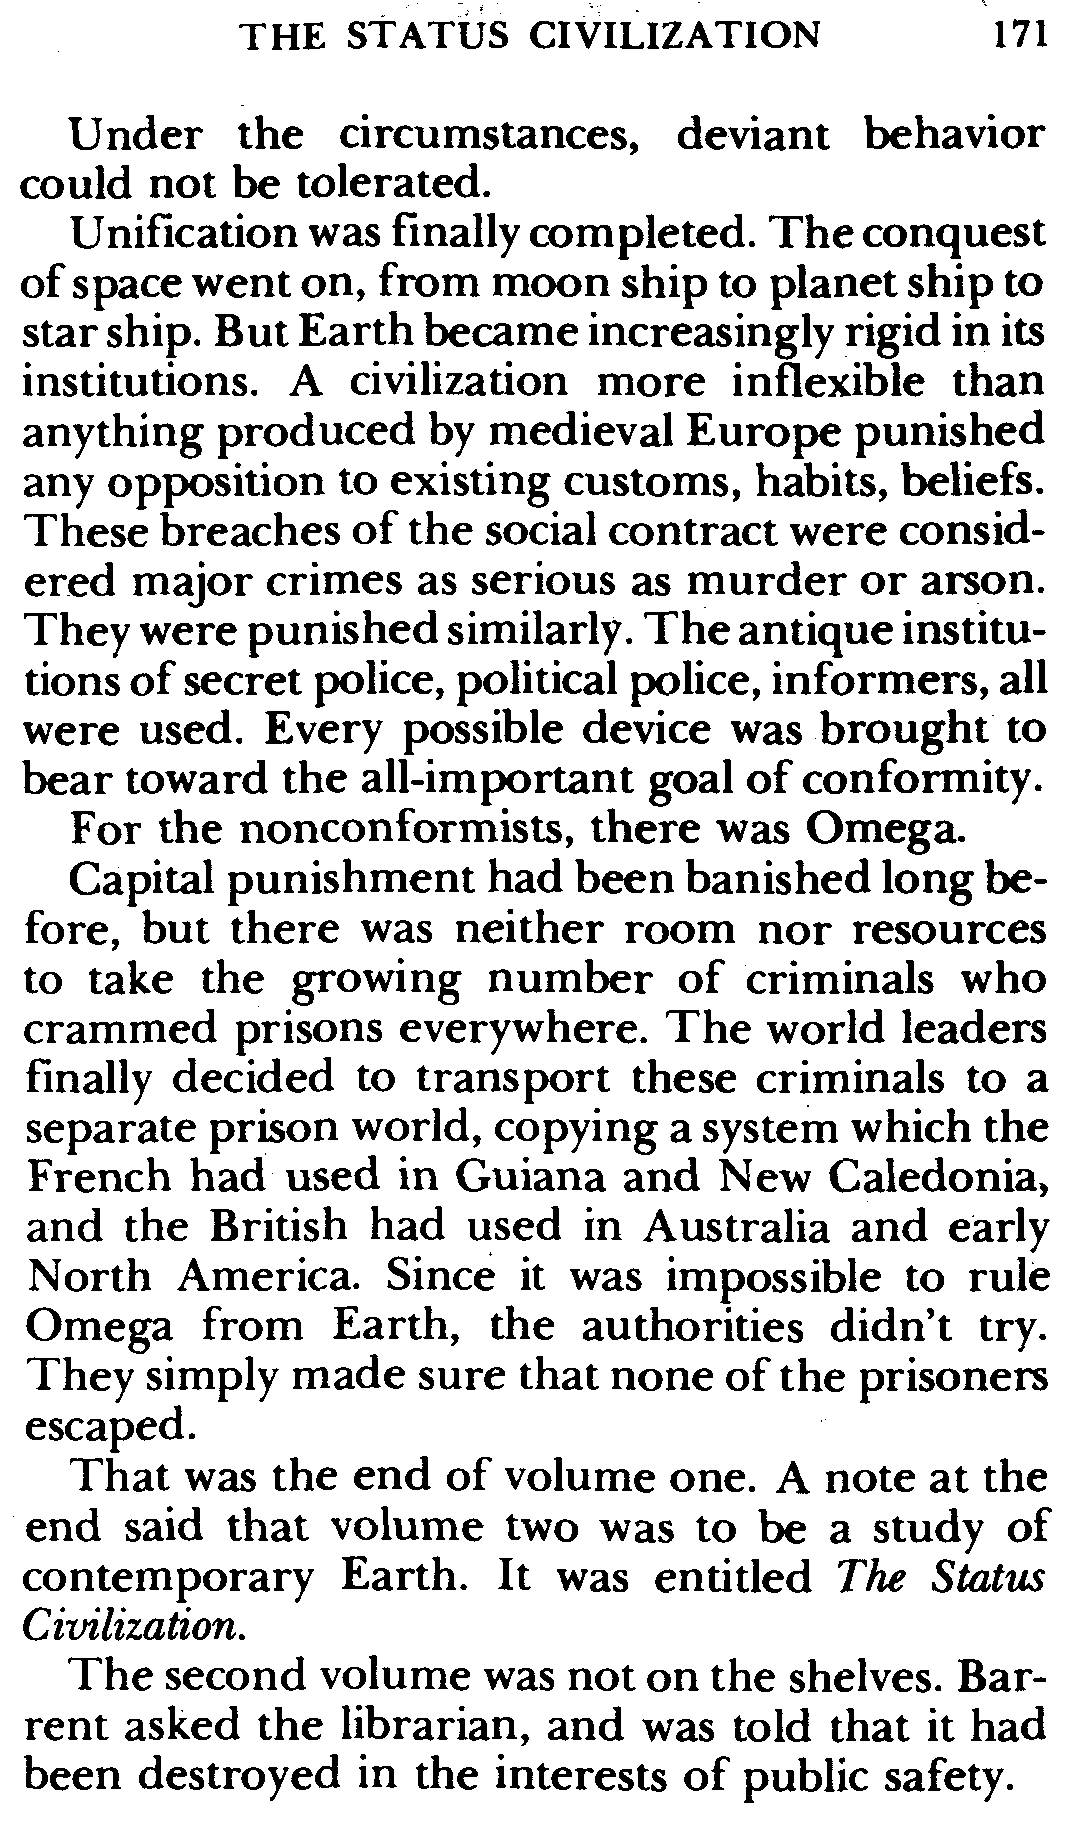 THE STATUS CIVILIZATION 171
Under the circumstances, deviant behavior
could not be tolerated.
Unification was finally completed. The conquest
of space went on, from moon ship to planet ship to
star ship. But Earth became increasingly rigid in its
institutions. A civilization more inflexible than
anything produced by medieval Europe punished
any opposition to existing customs, habits, beliefs.
These breaches of the social contract were consid-
ered major crimes as serious as murder or arson.
They were punished similarly. The antique institu-
tions of secret police, political police, informers, all
were used. Every possible device was brought to
bear toward the all-important goal of conformity.
For the nonconformists, there was Omega.
Capital punishment had been banished long be-
fore, but there was neither room nor resources
to take the growing number of criminals who
crammed prisons everywhere. The world leaders
finally decided to transport these criminals to a
separate prison world, copying a system which the
French had used in Guiana and New Caledonia,
and the British had used in Australia and early
North America. Since it was impossible to rule
Omega from Earth, the authorities didn't try.
They simply made sure that none of the prisoners
escaped.
That was the end of volume one. A note at the
end said that volume two was to be a study of
contemporary Earth. It was entitled The Status
Civilization.
The second volume was not on the shelves. Bar-
rent asked the librarian, and was told that it had
been destroyed in the interests of public safety.